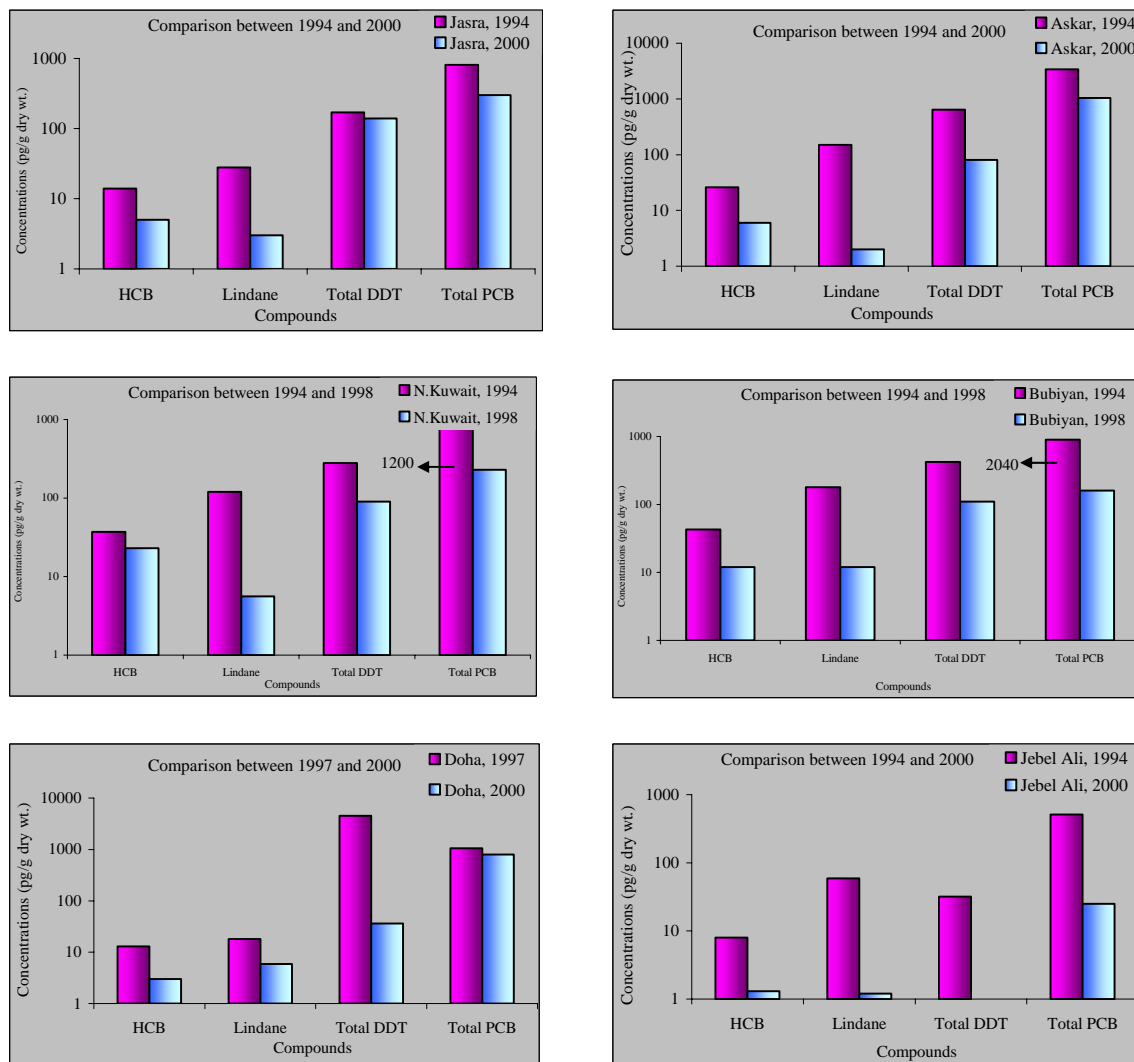 Comparison between 1994 and 2000
Jasra, 1994
Jasra, 2000
Concentrations (pg/g dry wt.)
1000
100
10
1
HCB Lindane Total DDT Total PCB
Compounds
Comparison between 1994 and 2000
Askar, 1994
Askar, 2000
Concentrations (pg/g dry wt.)
10000
1000
100
10
1
HCB Lindane Total DDT Total PCB
Compounds
Comparison between 1994 and 1998
N.Kuwait, 1994
N.Kuwait, 1998
Concentrations (pg/g dry wt.)
1000
100
10
1
1200
HCB Lindane Total DDT Total PCB
Compounds
Comparison between 1994 and 1998
Bubiyan, 1994
Bubiyan, 1998
Concentrations (pg/g dry wt.)
1000
100
10
1
2040
HCB Lindane Total DDT Total PCB
Compounds
Comparison between 1997 and 2000
Doha, 1997
Doha, 2000
Concentrations (pg/g dry wt.)
10000
1000
100
10
1
HCB Lindane Total DDT Total PCB
Compounds
Comparison between 1994 and 2000
Jebel Ali, 1994
Jebel Ali, 2000
Concentrations (pg/g dry wt.)
1000
100
10
1
HCB Lindane Total DDT Total PCB
Compounds